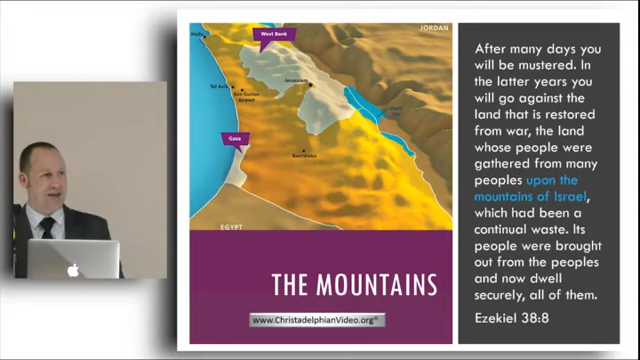 JORDAN
Haifa
West Bank
Tel Aviv
Ben Gurion
Airport
Jerusalem
Gaza
Beersheba
EGYPT
THE MOUNTAINS
www.ChristadelphianVideo.org
After many days you
will be mustered. In
the latter years you
will go against the
land that is restored
from war, the land
whose people were
gathered from many
peoples upon the
mountains of Israel,
which had been a
continual waste. Its
people were brought
out from the peoples
and now dwell
securely, all of them.
Ezekiel 38:8